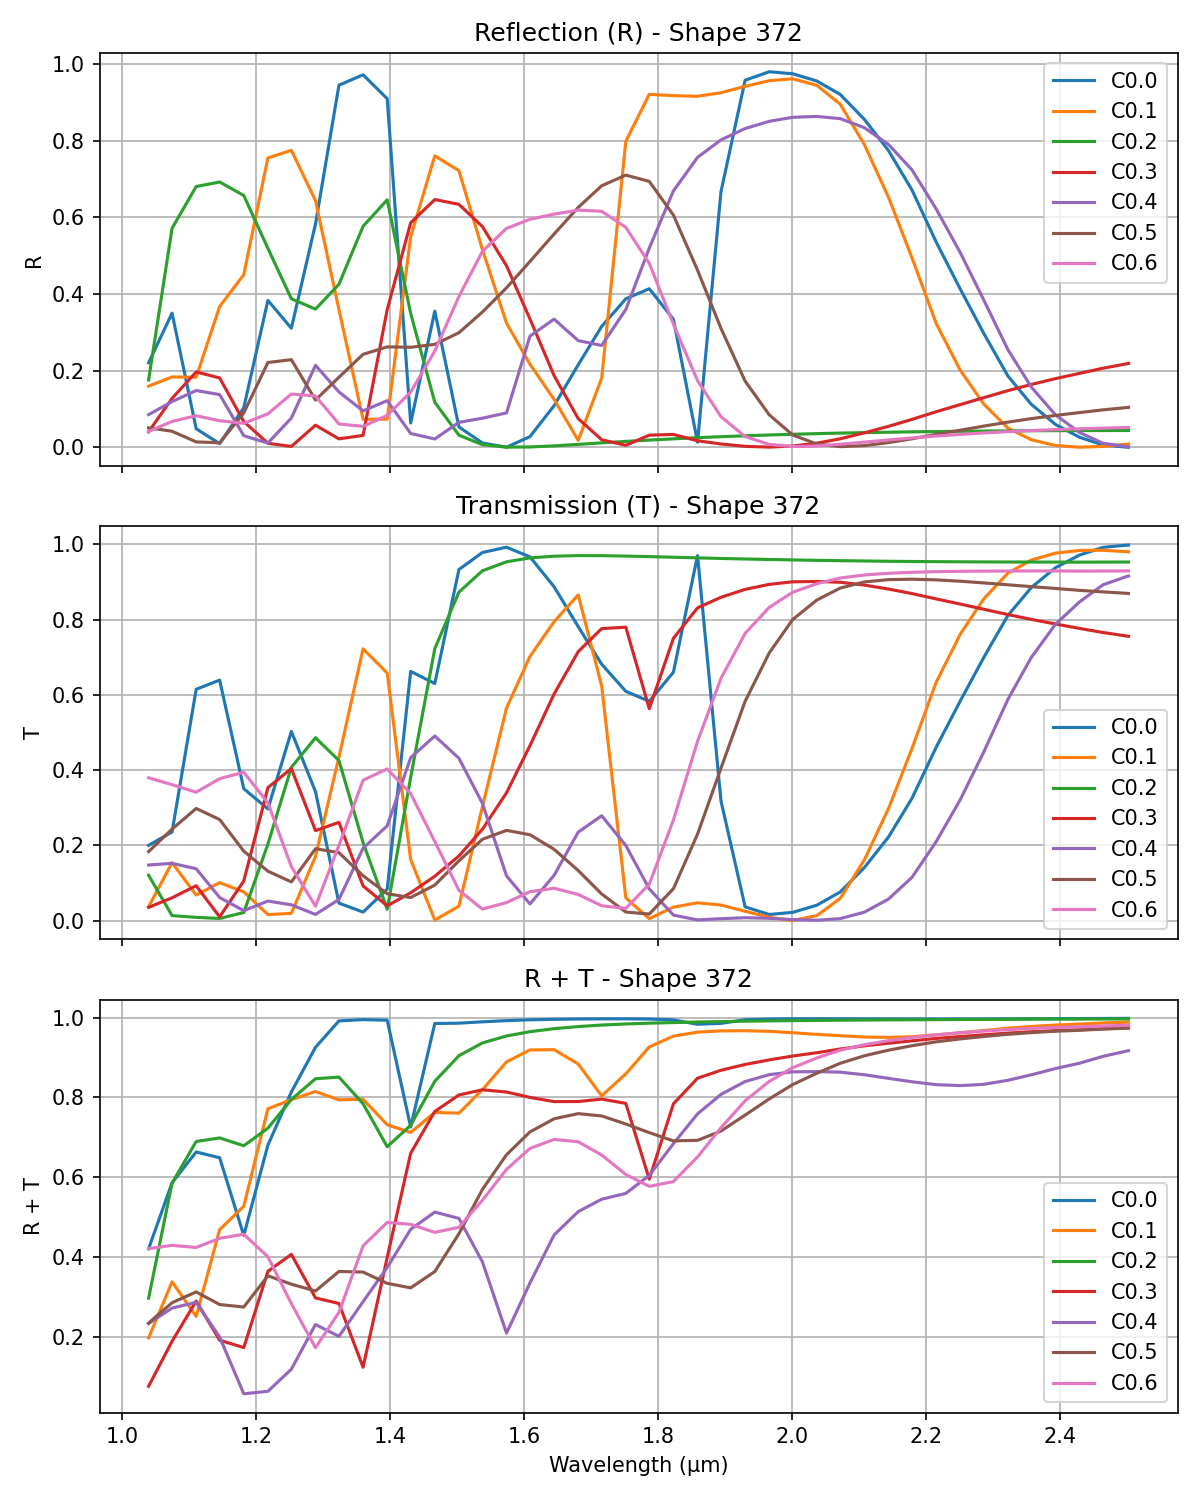 Reflection (R) - Shape 372
1.0
0.8
0.6
0.4
0.2
0.0
R
C0.0
C0.1
C0.2
C0.3
C0.4
C0.5
C0.6
Transmission (T) - Shape 372
1.0
0.8
0.6
0.4
0.2
0.0
T
C0.0
C0.1
C0.2
C0.3
C0.4
C0.5
C0.6
R + T - Shape 372
1.0
0.8
0.6
0.4
0.2
R + T
C0.0
C0.1
C0.2
C0.3
C0.4
C0.5
C0.6
1.0 1.2 1.4 1.6 1.8 2.0 2.2 2.4
Wavelength (μm)